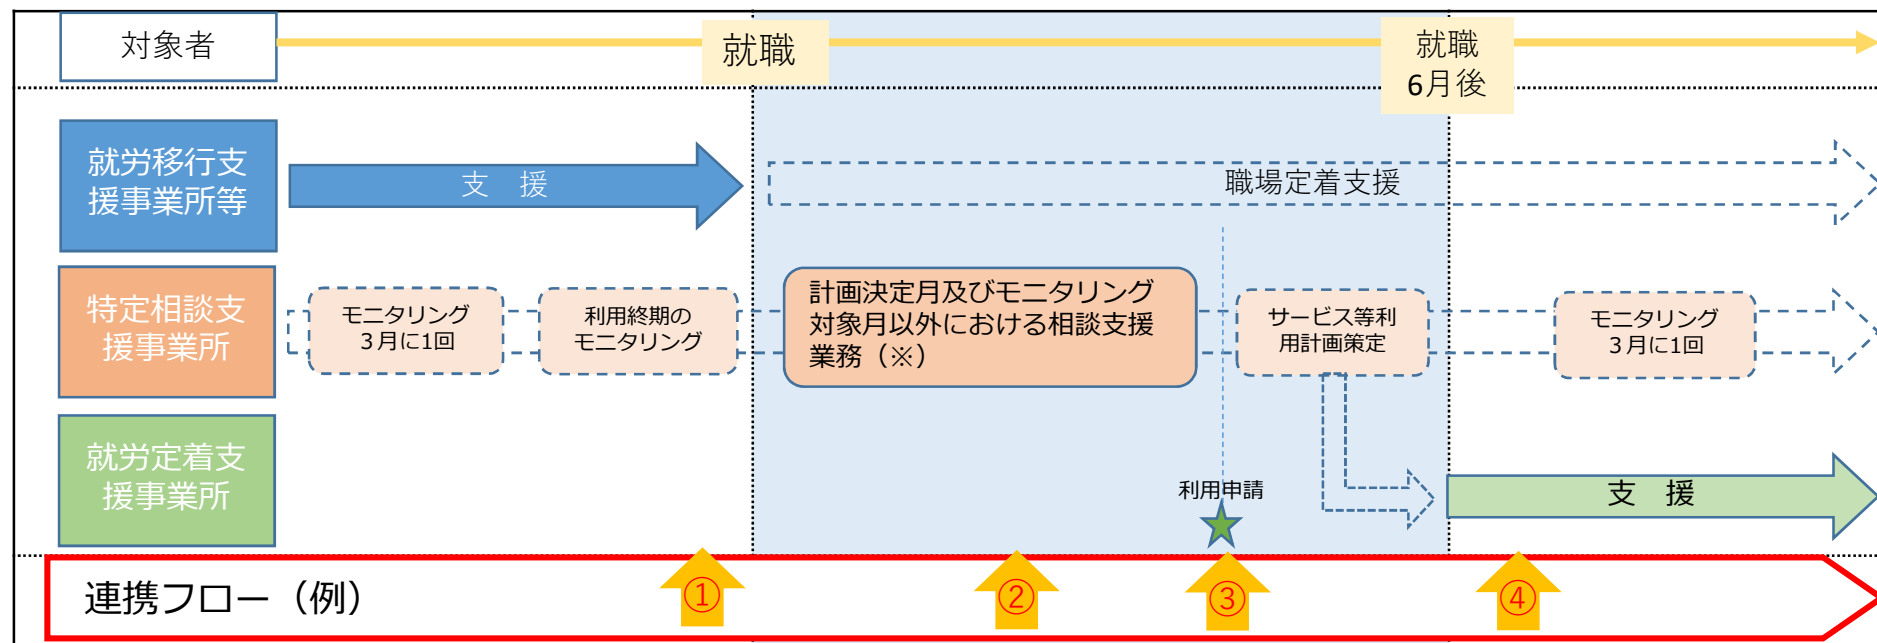 対象者
就職
就職
6月後
就労移行支
援事業所等
支　援
職場定着支援
特定相談支
援事業所
モニタリング
３月に1回
利用終期の
モニタリング
計画決定月及びモニタリング
対象月以外における相談支援
業務（※）
サービス等利
用計画策定
モニタリング
３月に1回
就労定着支
援事業所
利用申請
支　援
連携フロー（例）
①
②
③
④